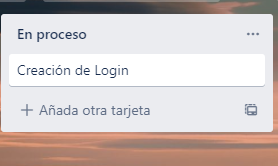 En proceso
Creación de Login
Añada otra tarjeta